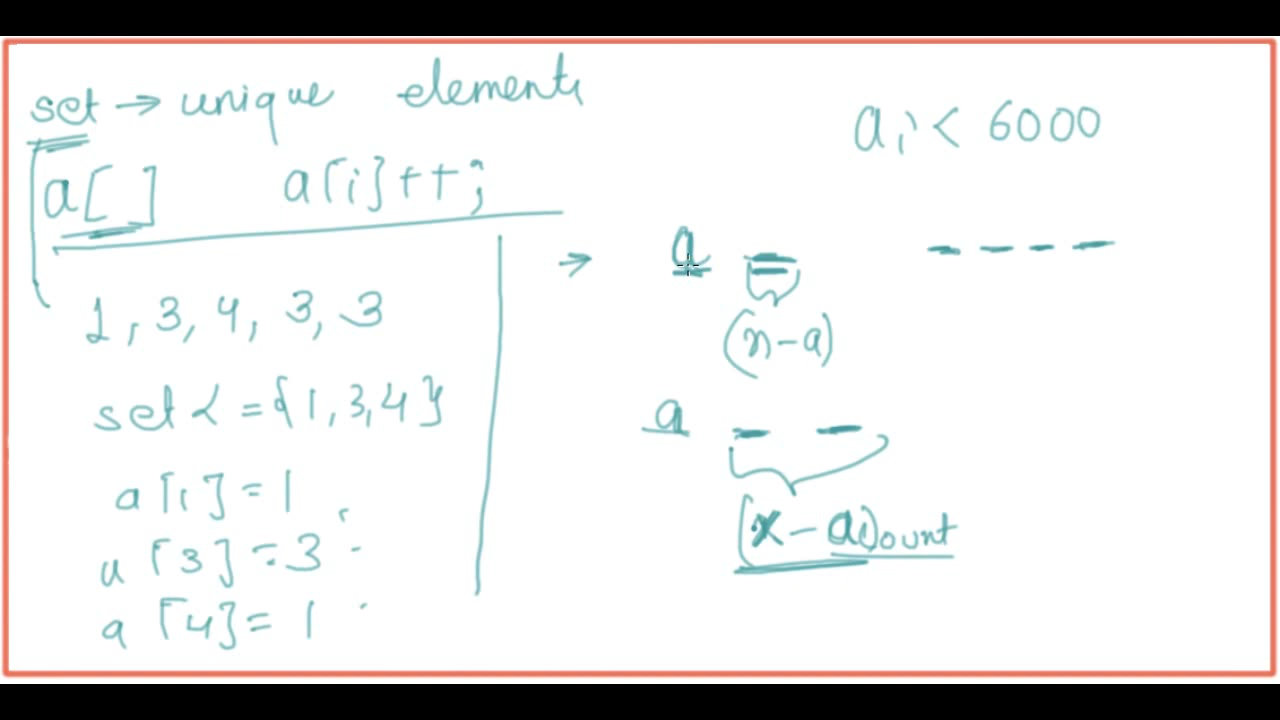 set → unique elements
a[ ] a[i]++;
1, 3, 4, 3, 3
set < = {1,3,4}
a[1] = 1
a[3] = 3
a[4] = 1
ai < 6000
→ a
(n-a)
a
(x-a)count